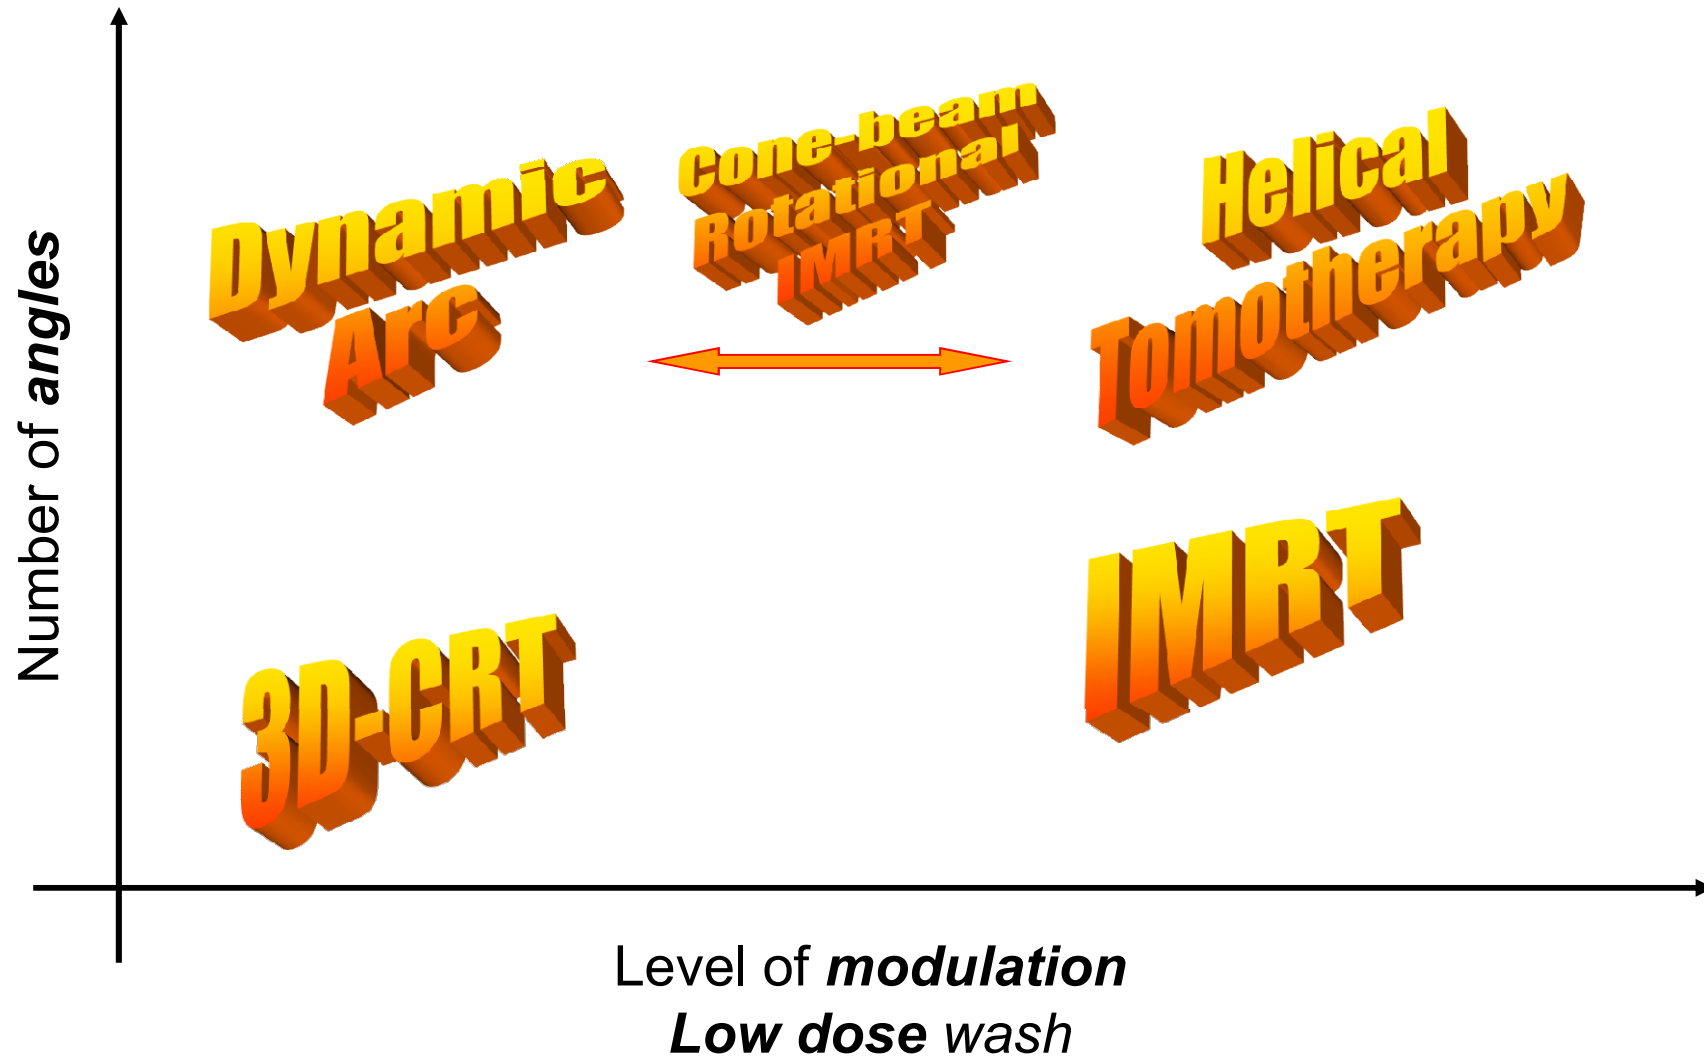 Number of angles
Dynamic
Arc
Cone-beam
Rotational
IMRT
Helical
Tomotherapy
3D-CRT
IMRT
Level of modulation
Low dose wash